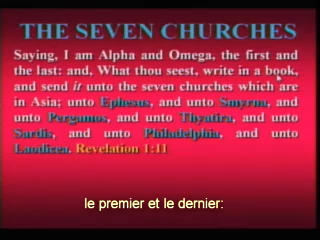 THE SEVEN CHURCHES
Saying, I am Alpha and Omega, the first and
the last: and, What thou seest, write in a book,
and send it unto the seven churches which are
in Asia; unto Ephesus, and unto Smyrna, and
unto Pergamos, and unto Thyatira, and unto
Sardis, and unto Philadelphia, and unto
Laodicea. Revelation 1:11
le premier et le dernier: